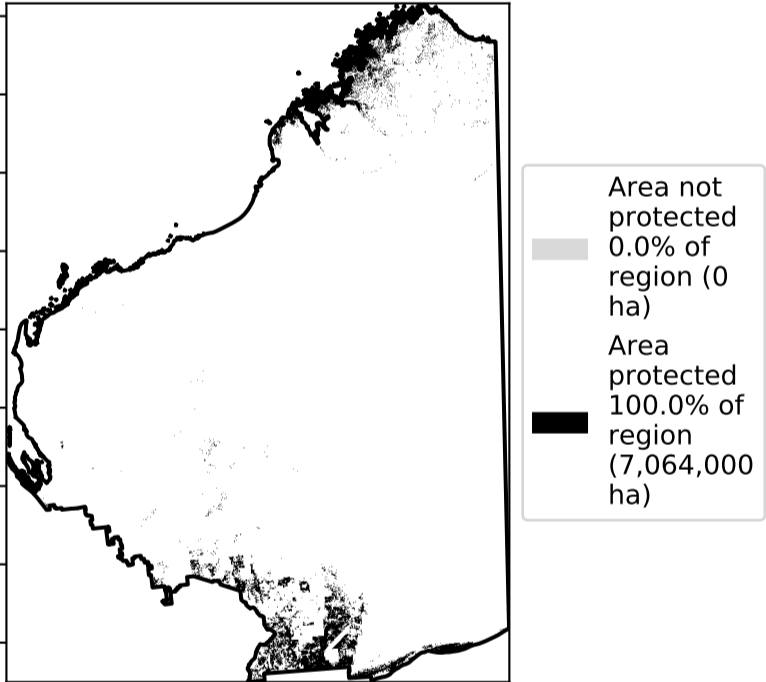 Area not
protected
0.0% of
region (0
ha)
Area
protected
100.0% of
region
(7,064,000
ha)